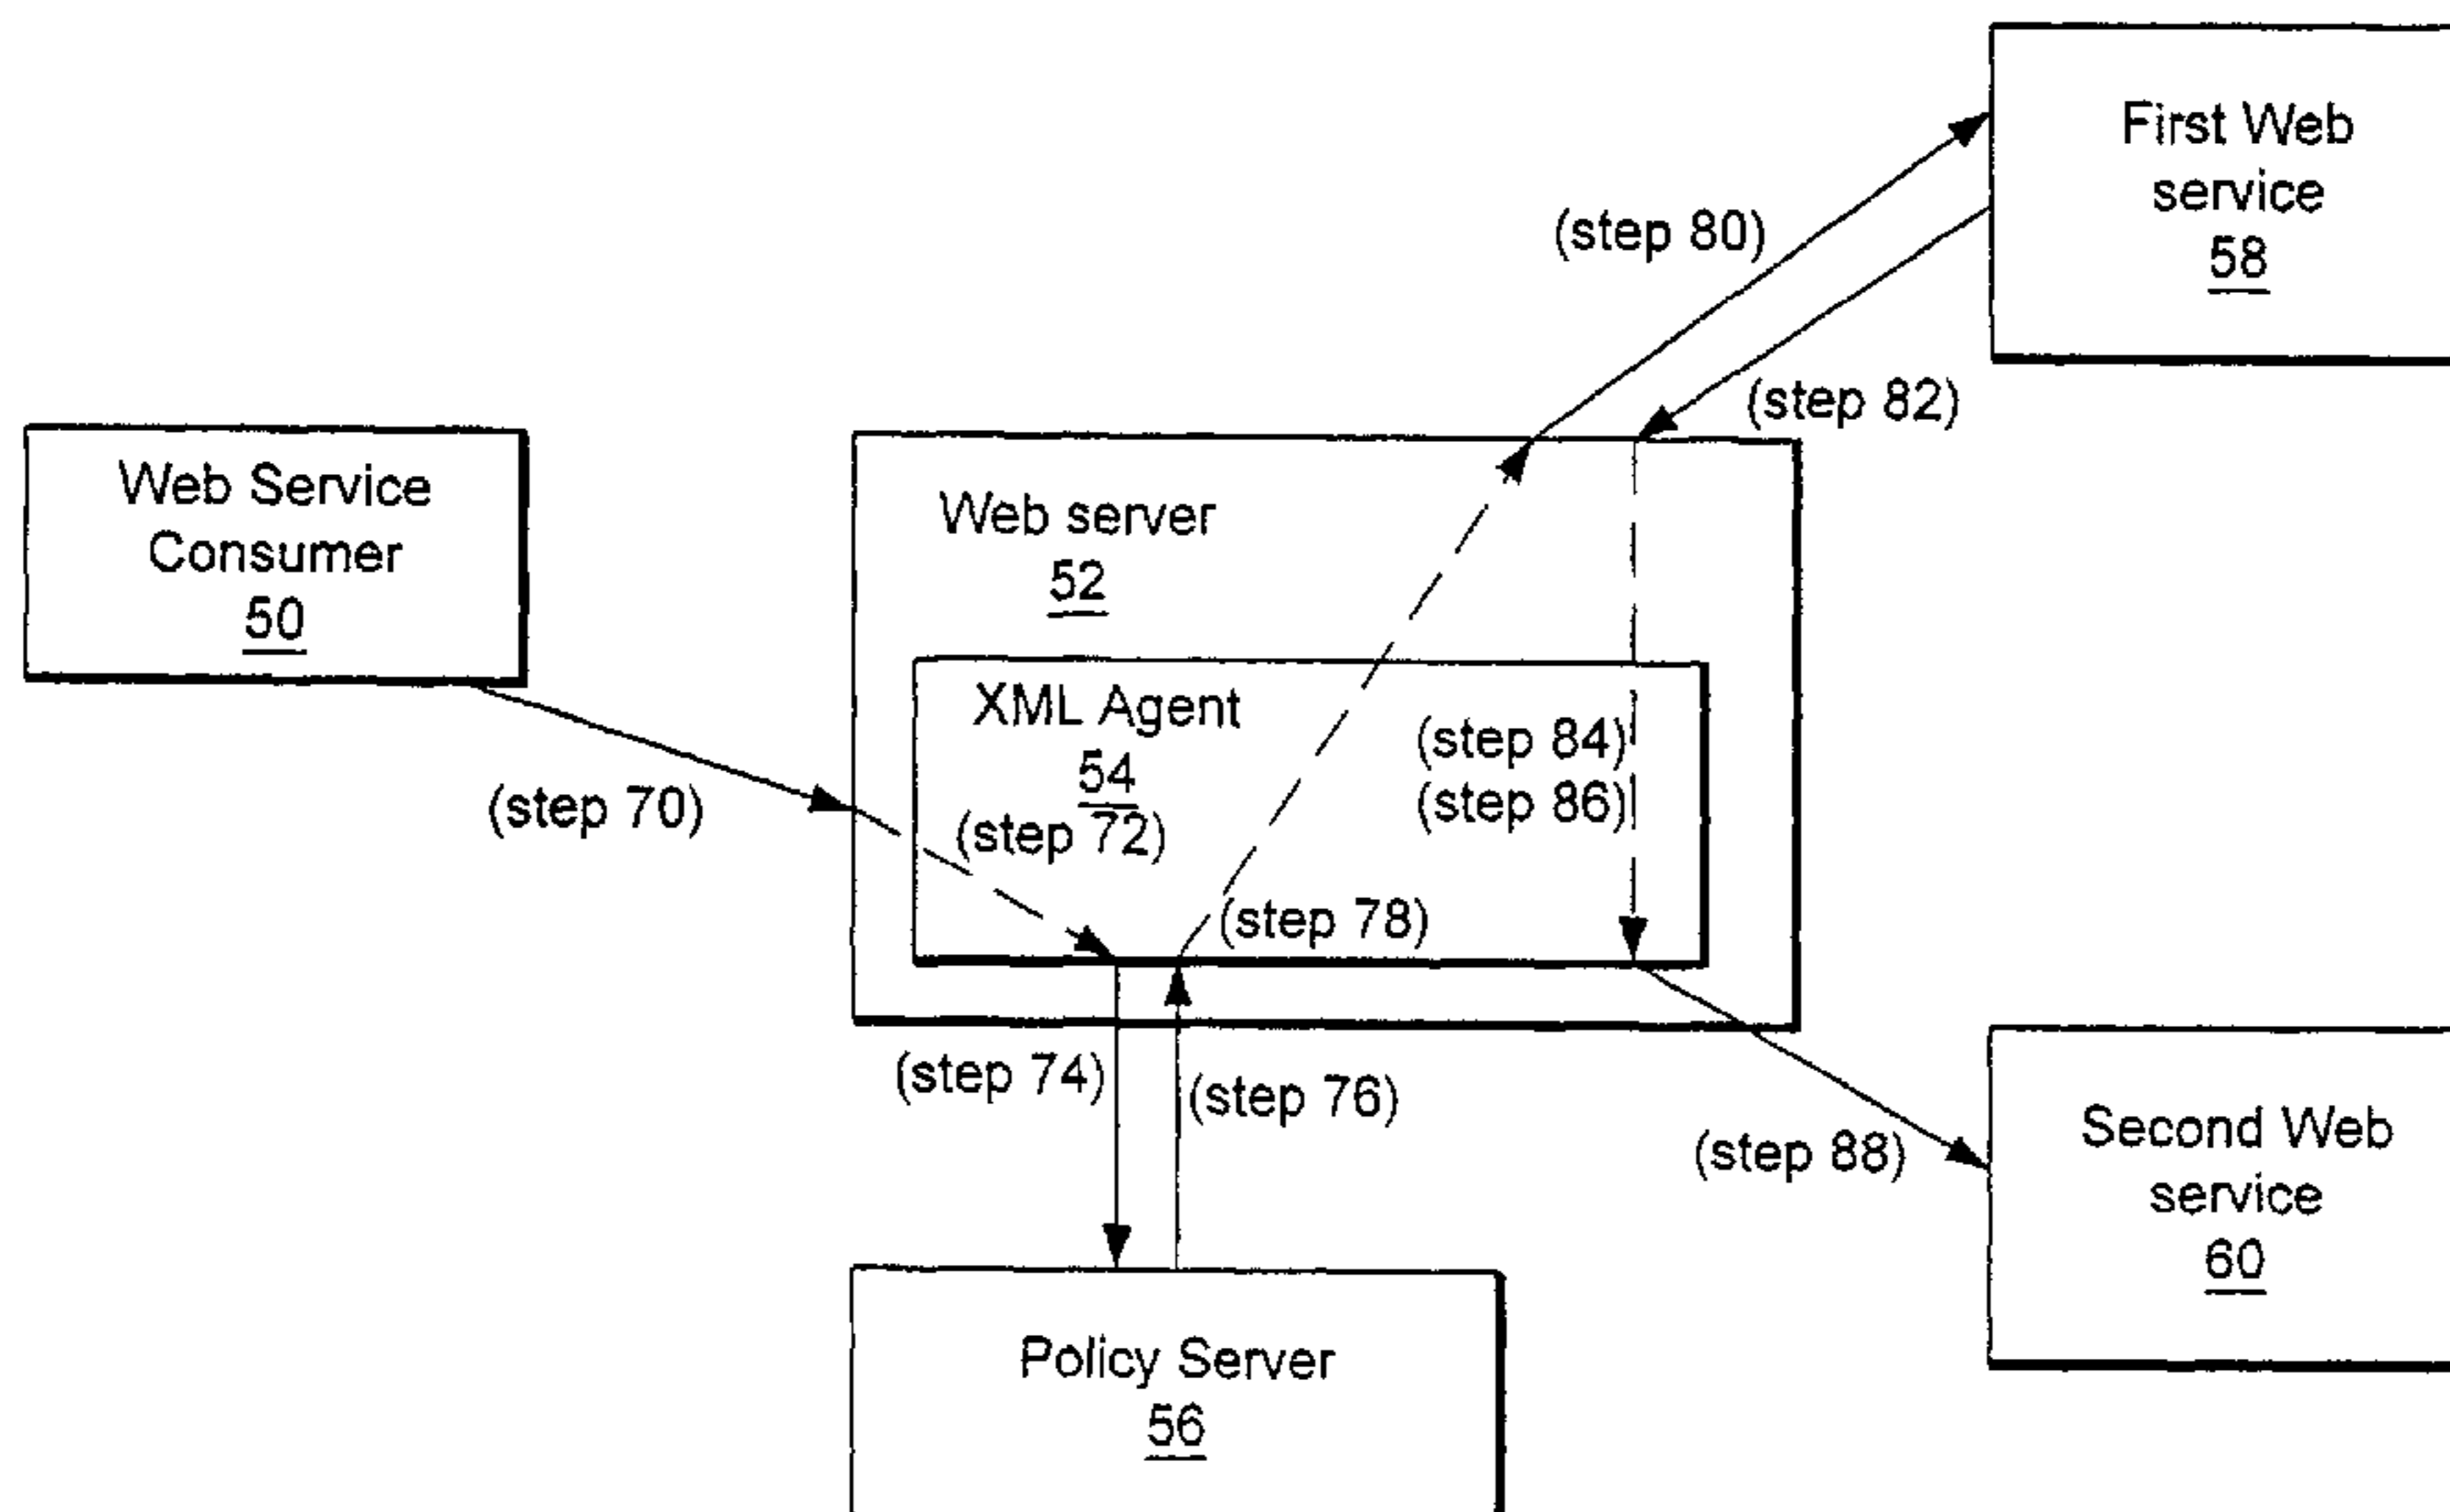 First Web
service
58
(step 80)
(step 82)
Web Service
Consumer
50
Web server
52
XML Agent
54
(step 84)
(step 86)
(step 70)
(step 72)
(step 78)
(step 74)
(step 76)
(step 88)
Second Web
service
60
Policy Server
56